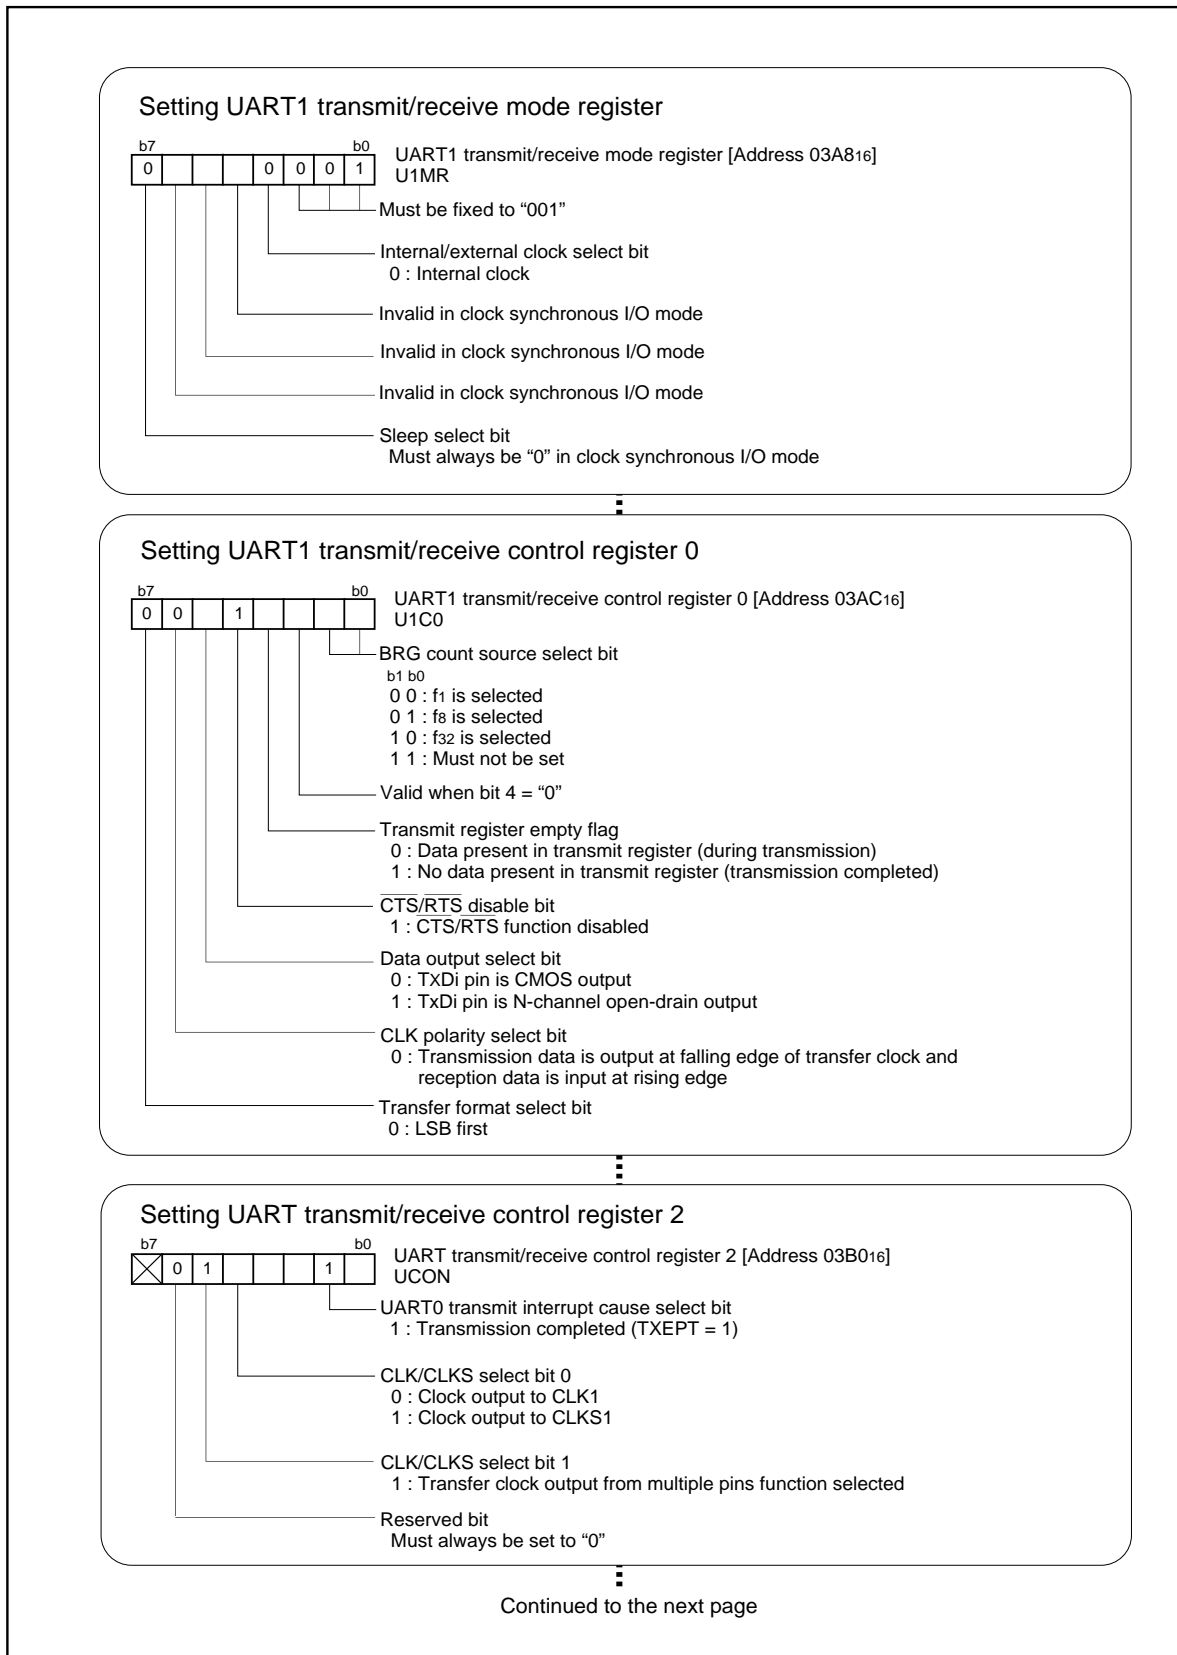 Setting UART1 transmit/receive mode register
b7 b0
0 0 0 0 1
UART1 transmit/receive mode register [Address 03A816]
U1MR
Must be fixed to “001”
Internal/external clock select bit
0 : Internal clock
Invalid in clock synchronous I/O mode
Invalid in clock synchronous I/O mode
Invalid in clock synchronous I/O mode
Sleep select bit
Must always be “0” in clock synchronous I/O mode
Setting UART1 transmit/receive control register 0
b7 b0
0 0 1
UART1 transmit/receive control register 0 [Address 03AC16]
U1C0
BRG count source select bit
b1 b0
0 0 : f1 is selected
0 1 : f8 is selected
1 0 : f32 is selected
1 1 : Must not be set
Valid when bit 4 = “0”
Transmit register empty flag
0 : Data present in transmit register (during transmission)
1 : No data present in transmit register (transmission completed)
CTS/RTS disable bit
1 : CTS/RTS function disabled
Data output select bit
0 : TXDi pin is CMOS output
1 : TxDi pin is N-channel open-drain output
CLK polarity select bit
0 : Transmission data is output at falling edge of transfer clock and
reception data is input at rising edge
Transfer format select bit
0 : LSB first
Setting UART transmit/receive control register 2
b7 b0
0 1 1
UART transmit/receive control register 2 [Address 03B016]
UCON
UART0 transmit interrupt cause select bit
1 : Transmission completed (TXEPT = 1)
CLK/CLKS select bit 0
0 : Clock output to CLK1
1 : Clock output to CLKS1
CLK/CLKS select bit 1
1 : Transfer clock output from multiple pins function selected
Reserved bit
Must always be set to “0”
Continued to the next page